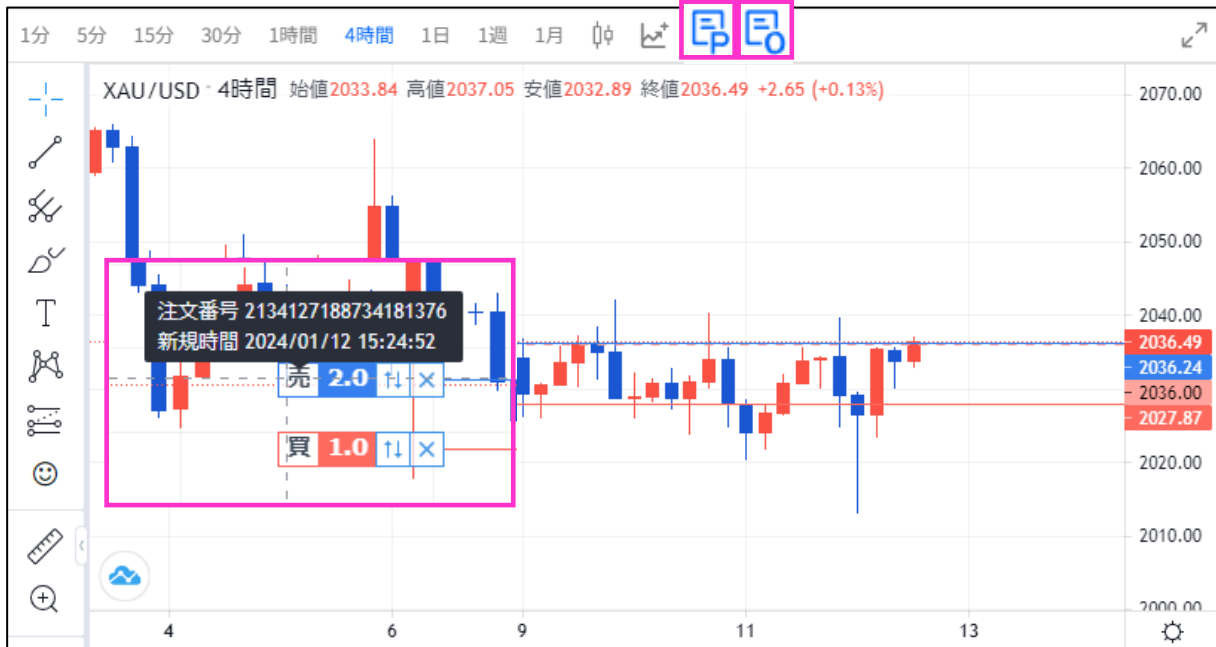 1分 5分 15分 30分 1時間 4時間 1日 1週 1月 P O
XAU/USD · 4時間 始値2033.84 高値2037.05 安値2032.89 終値2036.49 +2.65 (+0.13%)
T
注文番号 2134127188734181376
新規時間 2024/01/12 15:24:52
売 2.0
買 1.0
2070.00
2060.00
2050.00
2040.00
2036.49
2036.24
2036.00
2027.87
2020.00
2010.00
2000.00
4 6 9 11 13